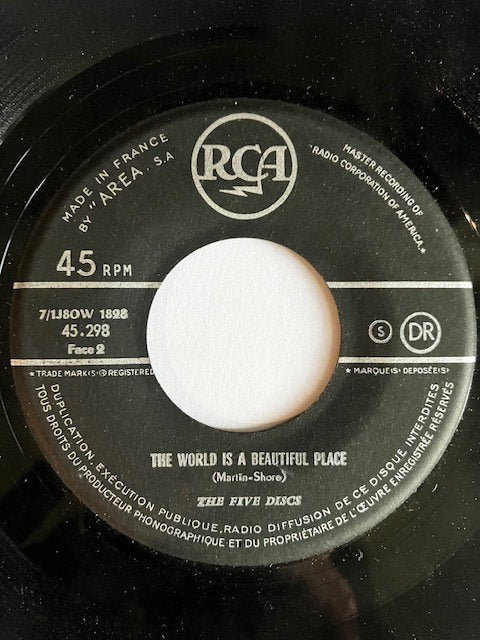 RCA
MADE IN FRANCE
BY "AREA" S.A
MASTER RECORDING OF
"RADIO CORPORATION OF AMERICA"
45 RPM
7/1J8OW 1828
45.298
Face 2
S DR
★ TRADE MARK(S) ® REGISTERED
★ MARQUE(S) DEPOSÉE(S)
THE WORLD IS A BEAUTIFUL PLACE
(Martin-Shore)
THE FIVE DISCS
DUPLICATION, EXÉCUTION PUBLIQUE, RADIO DIFFUSION DE CE DISQUE INTERDITES
TOUS DROITS DU PRODUCTEUR PHONOGRAPHIQUE ET DU PROPRIÉTAIRE DE L'ŒUVRE ENREGISTRÉE RÉSERVÉS